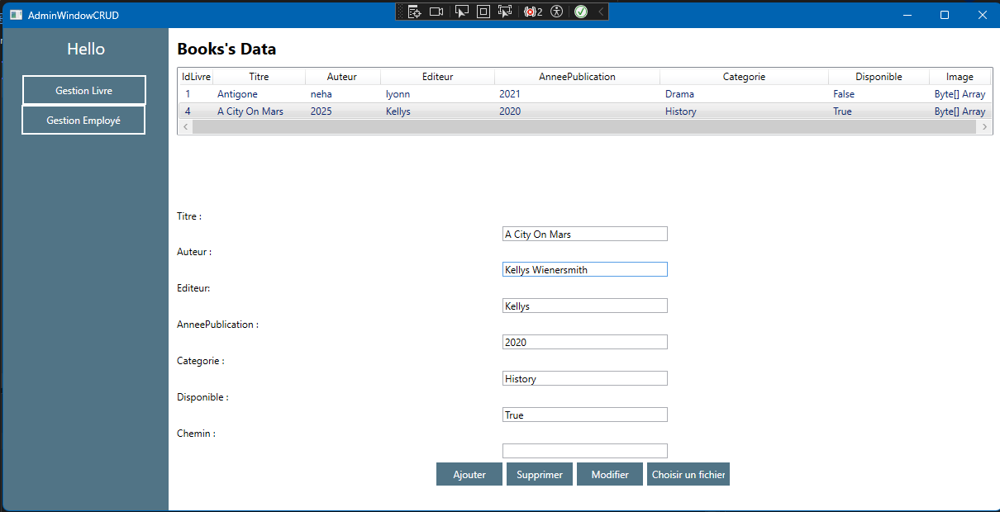 AdminWindowCRUD
2
Hello
Gestion Livre
Gestion Employé
Books's Data
IdLivre Titre Auteur Editeur AnneePublication Categorie Disponible Image
1 Antigone neha lyonn 2021 Drama False Byte[] Array
4 A City On Mars 2025 Kellys 2020 History True Byte[] Array
Titre :
A City On Mars
Auteur :
Kellys Wienersmith
Editeur:
Kellys
AnneePublication :
2020
Categorie :
History
Disponible :
True
Chemin :
Ajouter Supprimer Modifier Choisir un fichier